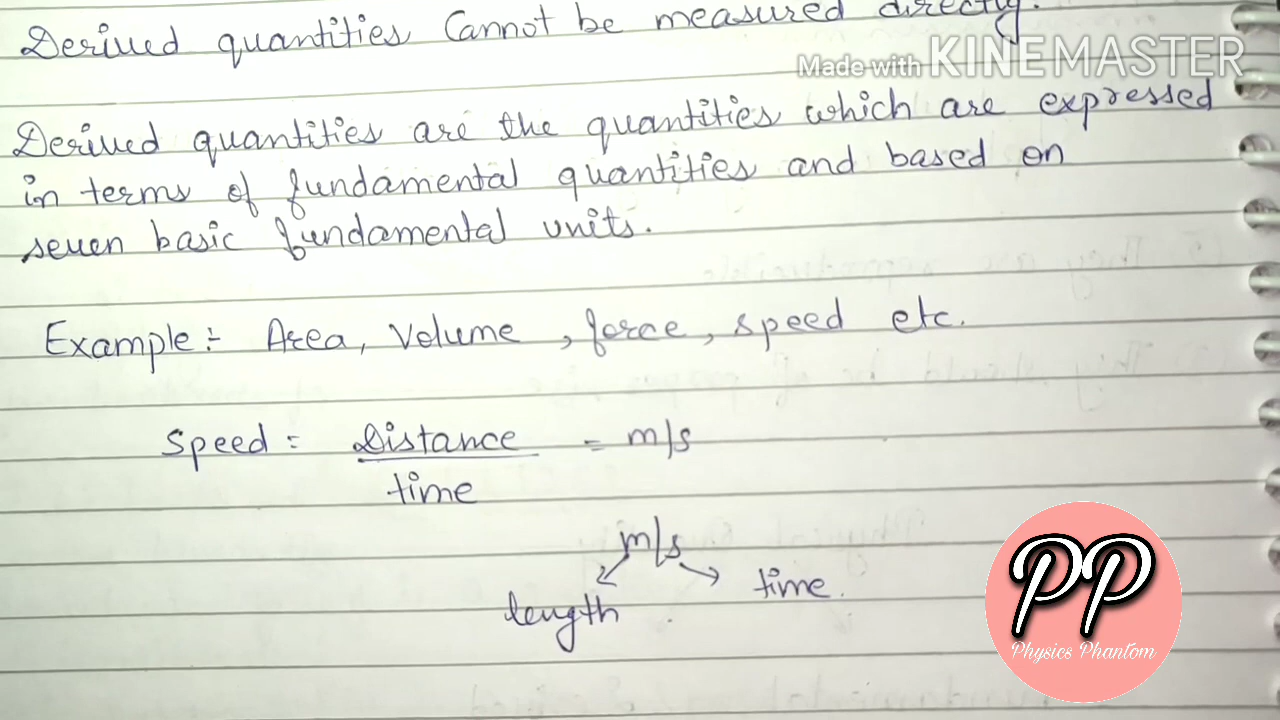 Derived quantities Cannot be measured directly.
Made with KINEMASTER
Derived quantities are the quantities which are expressed
in terms of fundamental quantities and based on
seven basic fundamental units.
Example:- Area, Volume, force, speed etc.
Speed = Distance = m/s
time
m/s
length
time.
PP
Physics Phantom